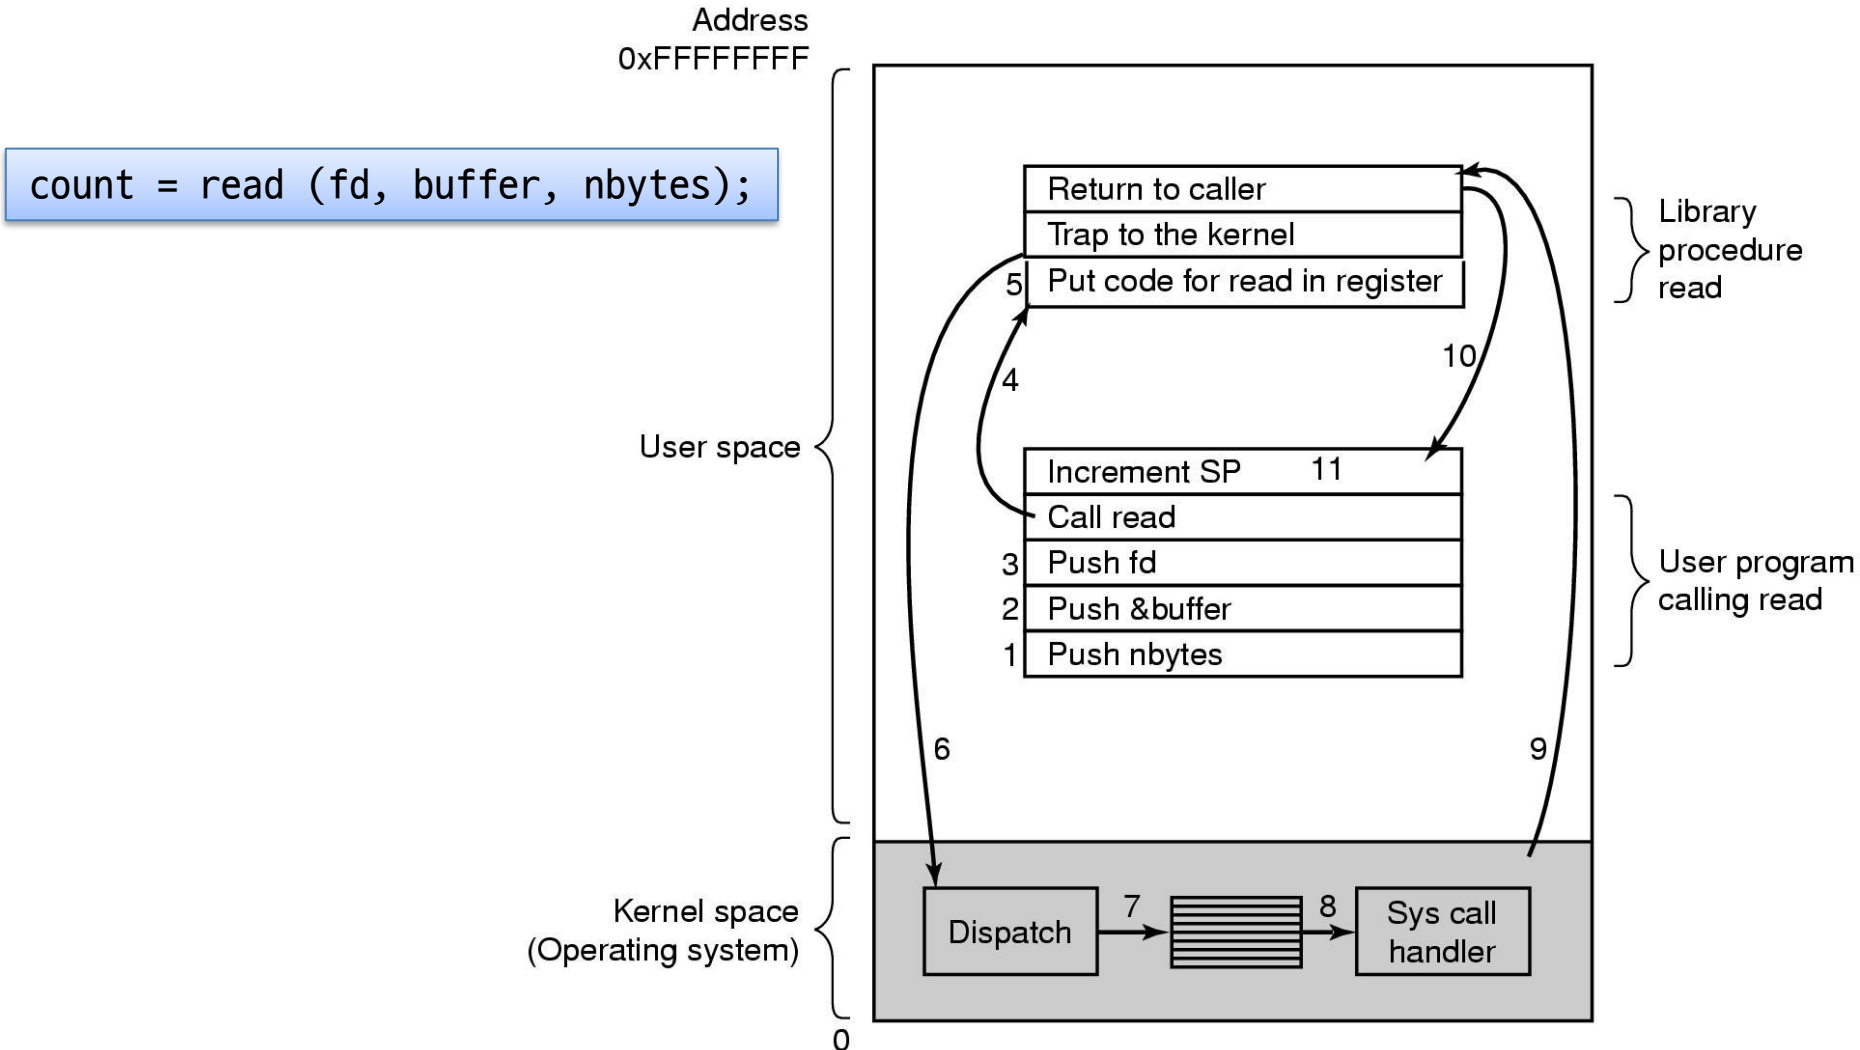 Address
0xFFFFFFFF
count = read (fd, buffer, nbytes);
Return to caller
Trap to the kernel
5 Put code for read in register
Library
procedure
read
10
4
User space
Increment SP 11
Call read
3 Push fd
2 Push &buffer
1 Push nbytes
User program
calling read
6
9
Kernel space
(Operating system)
Dispatch
7
8
Sys call
handler
0